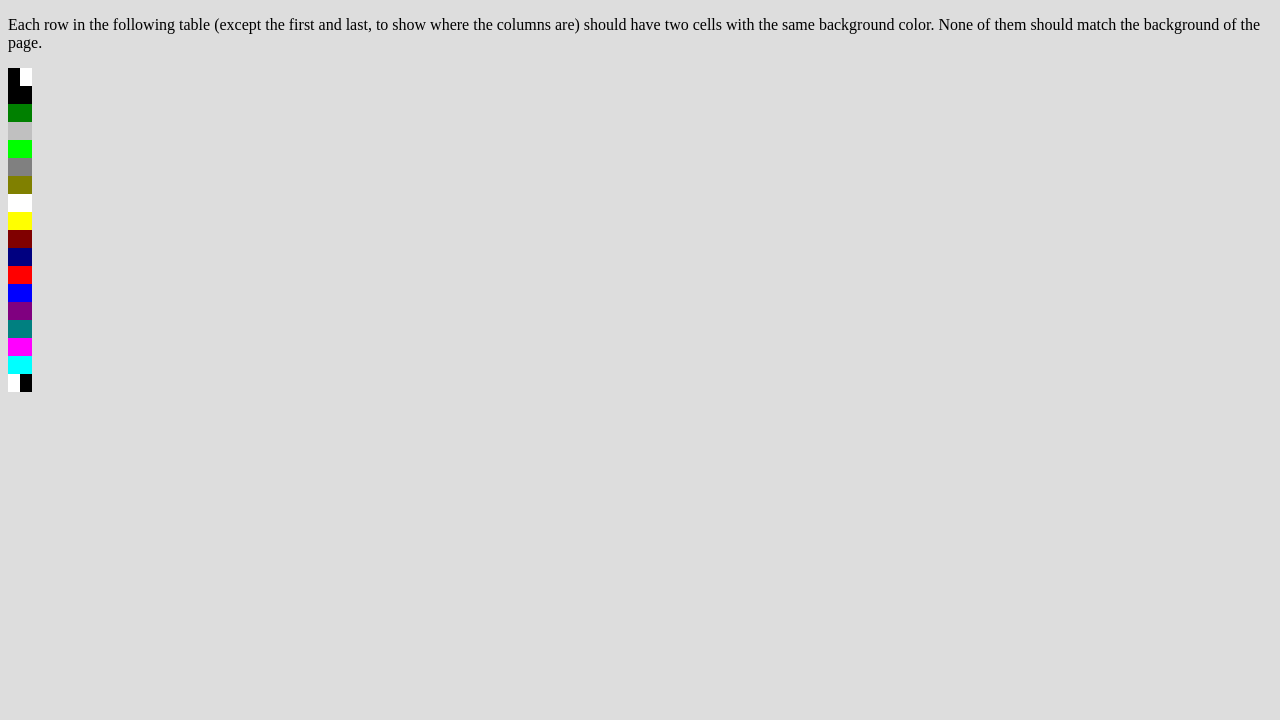 Each row in the following table (except the first and last, to show where the columns are) should have two cells with the same background color. None of them should match the background of the
page.